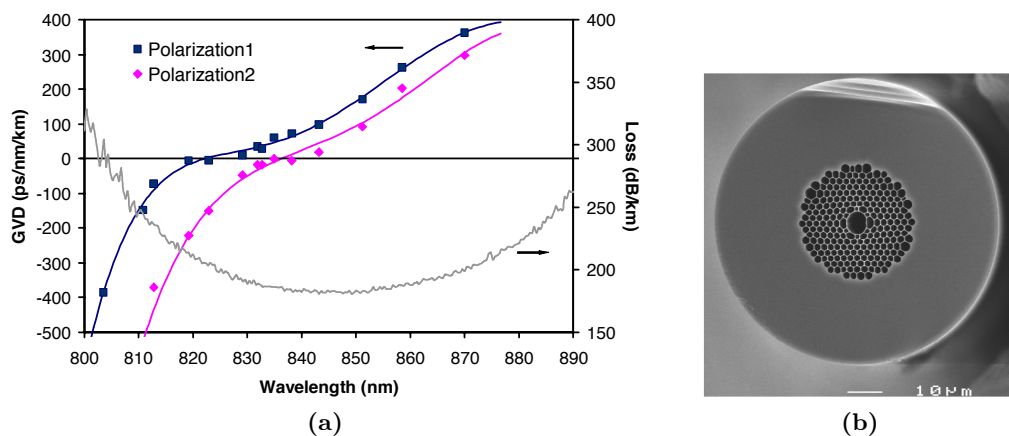 400
300
200
100
0
-100
-200
-300
-400
-500
GVD (ps/nm/km)
Polarization1
Polarization2
400
350
300
250
200
150
Loss (dB/km)
800 810 820 830 840 850 860 870 880 890
Wavelength (nm)
(a)
10µm
(b)